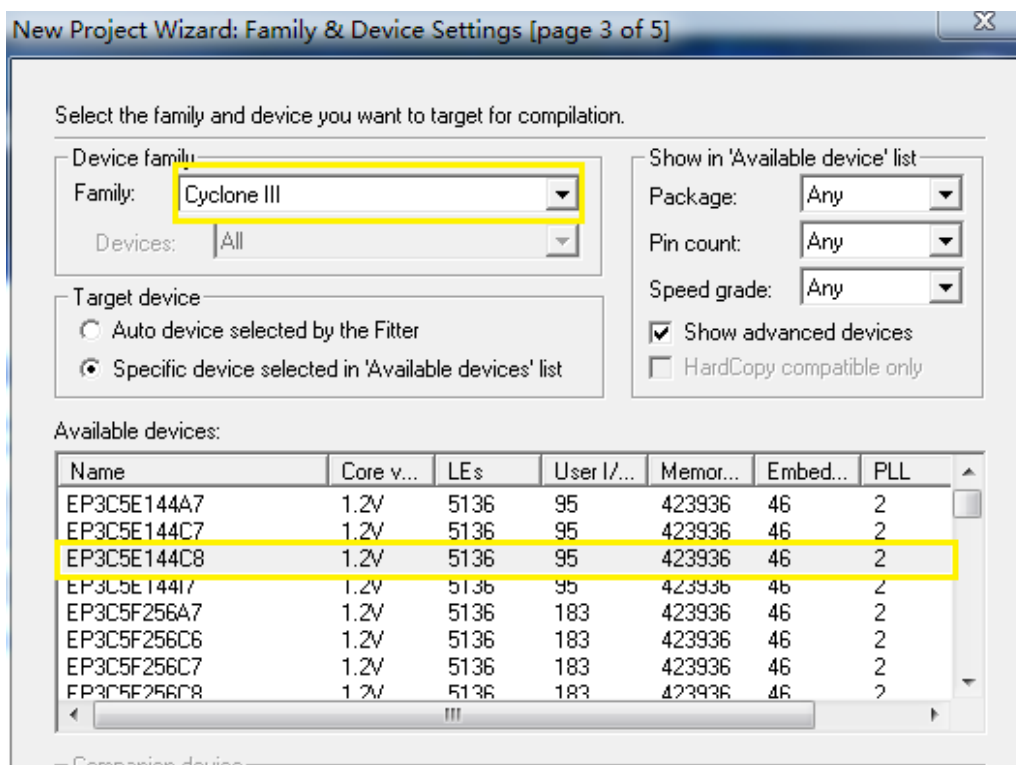 New Project Wizard: Family & Device Settings [page 3 of 5]
Select the family and device you want to target for compilation.
Device family
Family: Cyclone III
Devices: All
Show in 'Available device' list
Package: Any
Pin count: Any
Speed grade: Any
Show advanced devices
HardCopy compatible only
Target device
Auto device selected by the Fitter
Specific device selected in 'Available devices' list
Available devices:
Name Core v... LEs User I/... Memor... Embed... PLL
EP3C5E144A7 1.2V 5136 95 423936 46 2
EP3C5E144C7 1.2V 5136 95 423936 46 2
EP3C5E144C8 1.2V 5136 95 423936 46 2
EP3C5E144I7 1.2V 5136 95 423936 46 2
EP3C5F256A7 1.2V 5136 183 423936 46 2
EP3C5F256C6 1.2V 5136 183 423936 46 2
EP3C5F256C7 1.2V 5136 183 423936 46 2
EP3C5F256C8 1.2V 5136 183 423936 46 2
Companion device